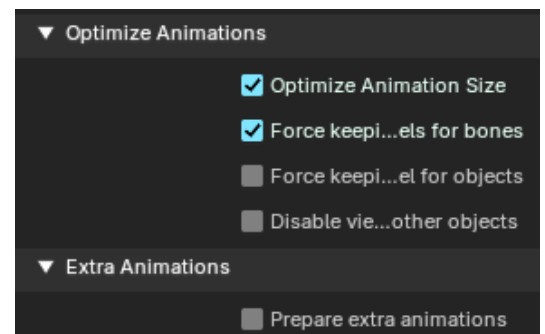 Optimize Animations
Optimize Animation Size
Force keepi...els for bones
Force keepi...el for objects
Disable vie...other objects
Extra Animations
Prepare extra animations